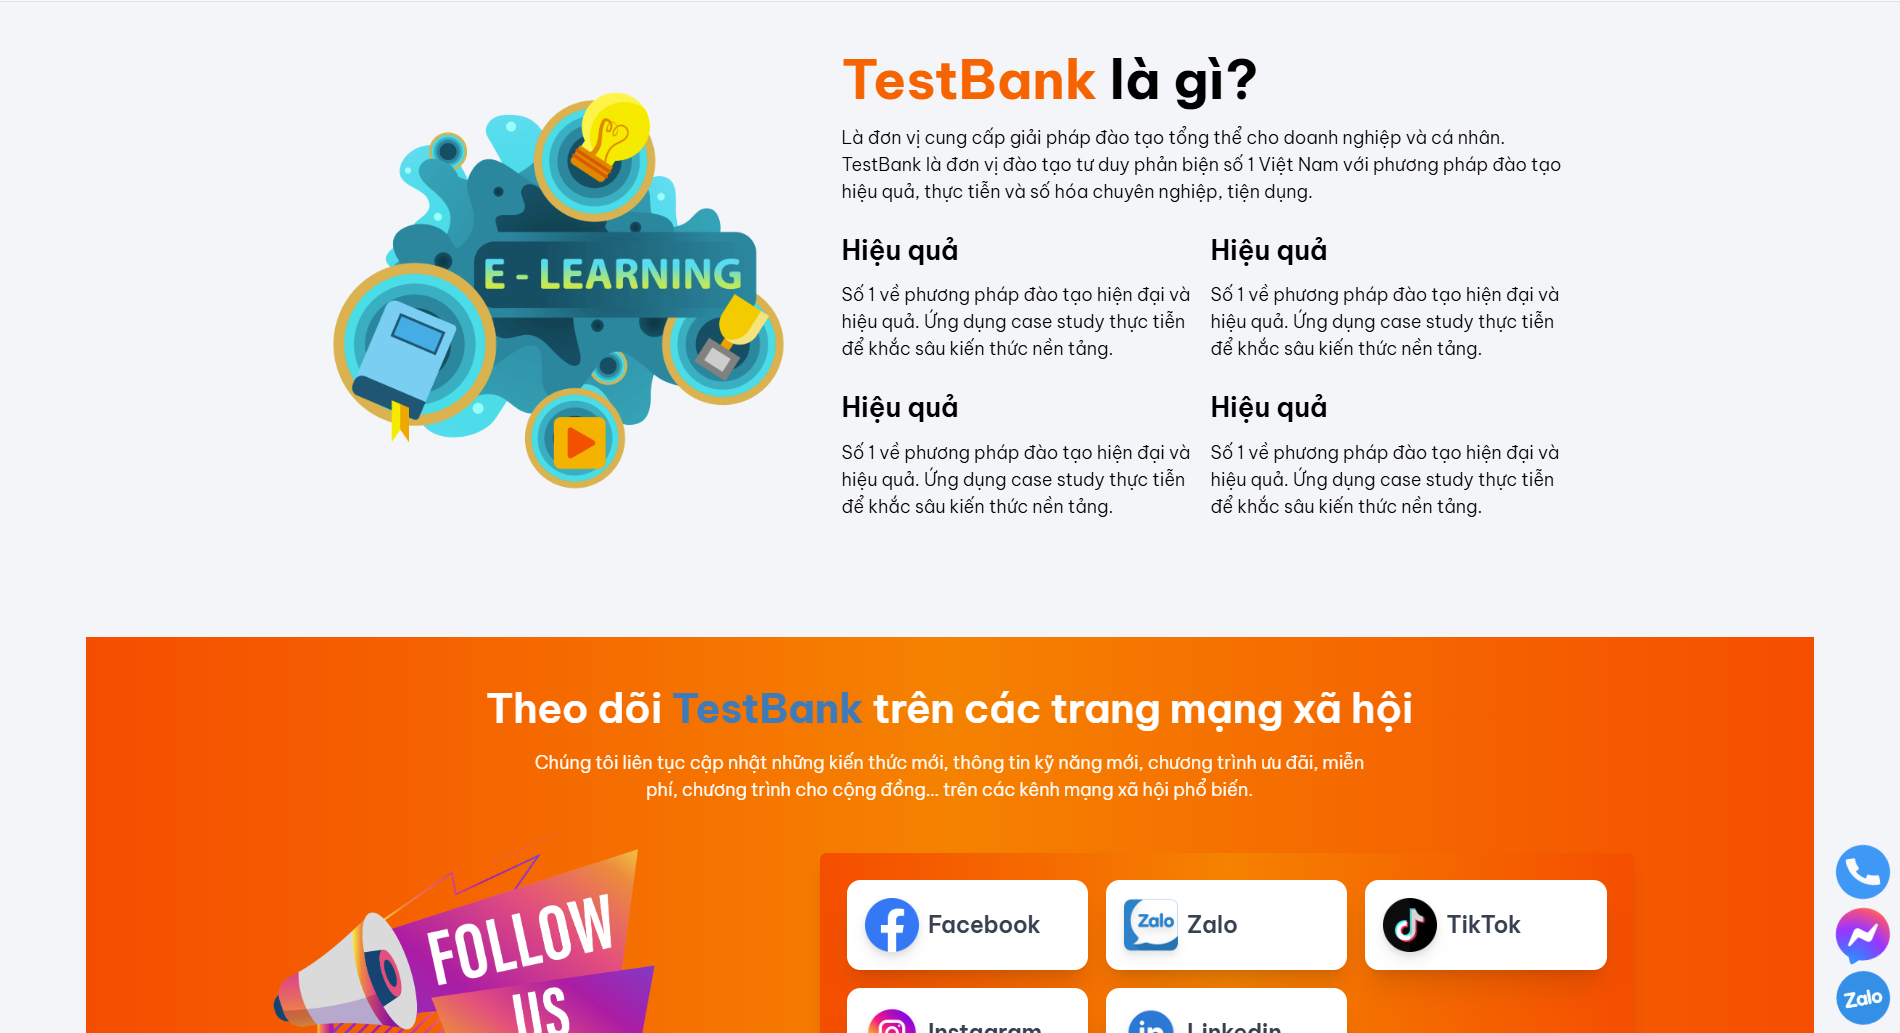 TestBank là gì?
Là đơn vị cung cấp giải pháp đào tạo tổng thể cho doanh nghiệp và cá nhân.
TestBank là đơn vị đào tạo tư duy phản biện số 1 Việt Nam với phương pháp đào tạo
hiệu quả, thực tiễn và số hóa chuyên nghiệp, tiện dụng.
E - LEARNING
Hiệu quả
Số 1 về phương pháp đào tạo hiện đại và
hiệu quả. Ứng dụng case study thực tiễn
để khắc sâu kiến thức nền tảng.
Hiệu quả
Số 1 về phương pháp đào tạo hiện đại và
hiệu quả. Ứng dụng case study thực tiễn
để khắc sâu kiến thức nền tảng.
Hiệu quả
Số 1 về phương pháp đào tạo hiện đại và
hiệu quả. Ứng dụng case study thực tiễn
để khắc sâu kiến thức nền tảng.
Hiệu quả
Số 1 về phương pháp đào tạo hiện đại và
hiệu quả. Ứng dụng case study thực tiễn
để khắc sâu kiến thức nền tảng.
Theo dõi TestBank trên các trang mạng xã hội
Chúng tôi liên tục cập nhật những kiến thức mới, thông tin kỹ năng mới, chương trình ưu đãi, miễn
phí, chương trình cho cộng đồng... trên các kênh mạng xã hội phổ biến.
FOLLOW
US
Facebook
Zalo
Zalo
TikTok
Instagram
in
Linkedin
Zalo